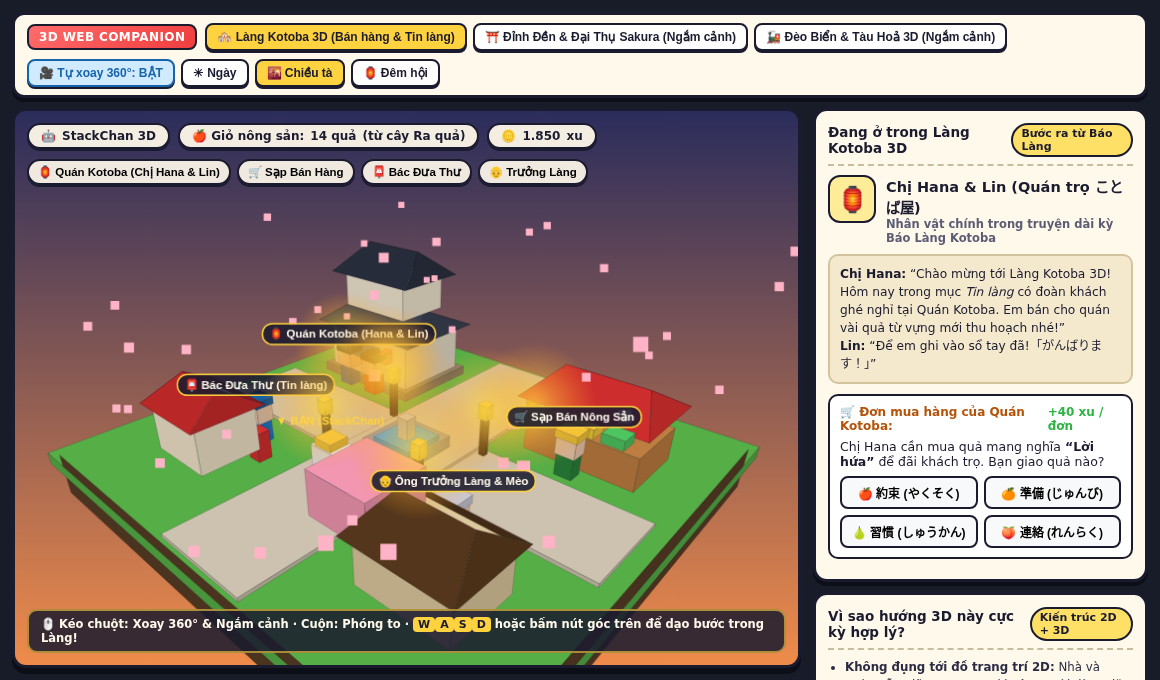 3D WEB COMPANION
🏘️ Làng Kotoba 3D (Bán hàng & Tin làng)
⛩️ Đỉnh Đền & Đại Thụ Sakura (Ngắm cảnh)
🚂 Đèo Biển & Tàu Hoả 3D (Ngắm cảnh)
🎥 Tự xoay 360°: BẬT
☀ Ngày
🌇 Chiều tà
🏮 Đêm hội
🤖 StackChan 3D
🍎 Giỏ nông sản: 14 quả (từ cây Ra quả)
🪙 1.850 xu
🏮 Quán Kotoba (Chị Hana & Lin)
🛒 Sạp Bán Hàng
📮 Bác Đưa Thư
👴 Trưởng Làng
🏮 Quán Kotoba (Hana & Lin)
📮 Bác Đưa Thư (Tin làng)
▼ BẠN (StackChan)
🛒 Sạp Bán Nông Sản
👴 Ông Trưởng Làng & Mèo
🖱️ Kéo chuột: Xoay 360° & Ngắm cảnh · Cuộn: Phóng to · W A S D hoặc bấm nút góc trên để dạo bước trong
Làng!
Đang ở trong Làng
Kotoba 3D
Bước ra từ Báo
Làng
🏮
Chị Hana & Lin (Quán trọ こと
ば屋)
Nhân vật chính trong truyện dài kỳ
Báo Làng Kotoba
Chị Hana: “Chào mừng tới Làng Kotoba 3D!
Hôm nay trong mục Tin làng có đoàn khách
ghé nghỉ tại Quán Kotoba. Em bán cho quán
vài quả từ vựng mới thu hoạch nhé!”
Lin: “Để em ghi vào sổ tay đã!「がんばりま
す！」”
🛒 Đơn mua hàng của Quán
Kotoba:
+40 xu /
đơn
Chị Hana cần mua quả mang nghĩa “Lời
hứa” để đãi khách trọ. Bạn giao quả nào?
🍎 約束 (やくそく)
🍊 準備 (じゅんび)
🍐 習慣 (しゅうかん)
🍑 連絡 (れんらく)
Vì sao hướng 3D này cực
kỳ hợp lý?
Kiến trúc 2D
+ 3D
• Không đụng tới đồ trang trí 2D: Nhà và